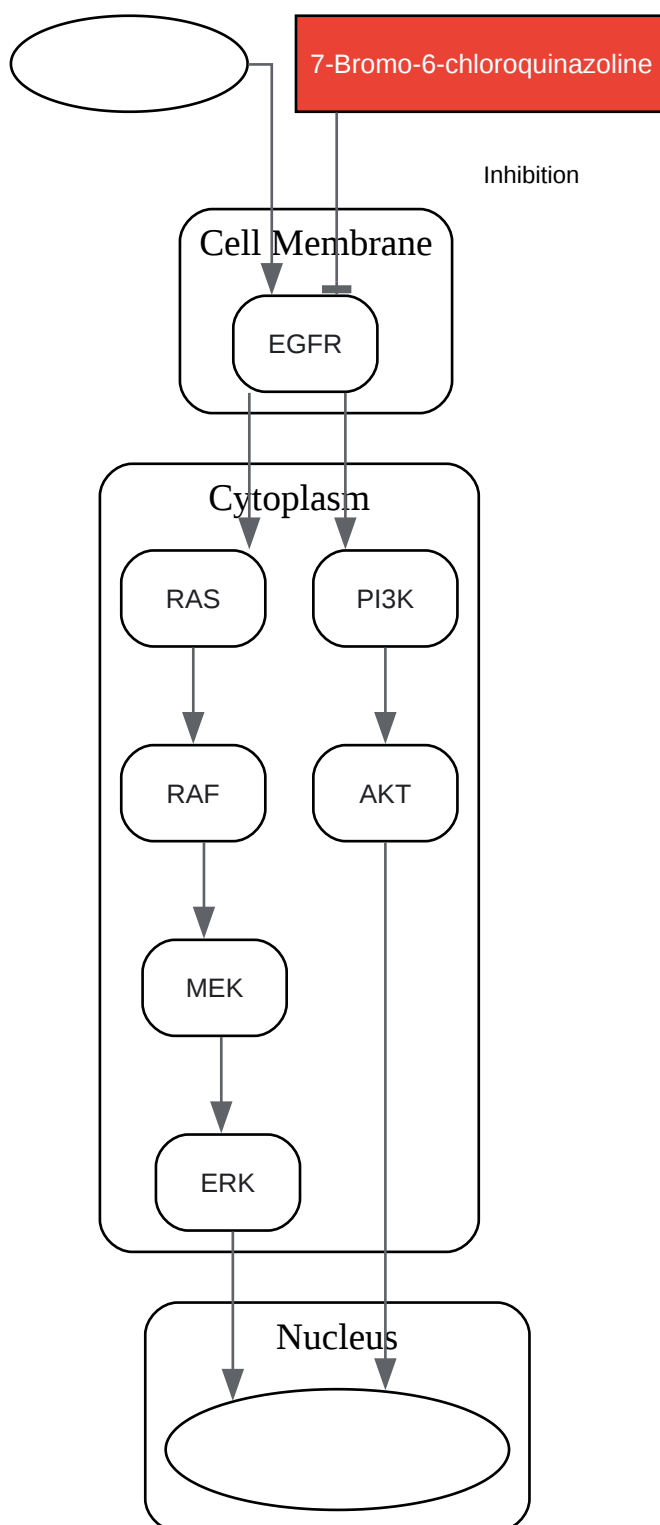 7-Bromo-6-chloroquinazoline
Inhibition
Cell Membrane
EGFR
Cytoplasm
RAS
PI3K
RAF
AKT
MEK
ERK
Nucleus